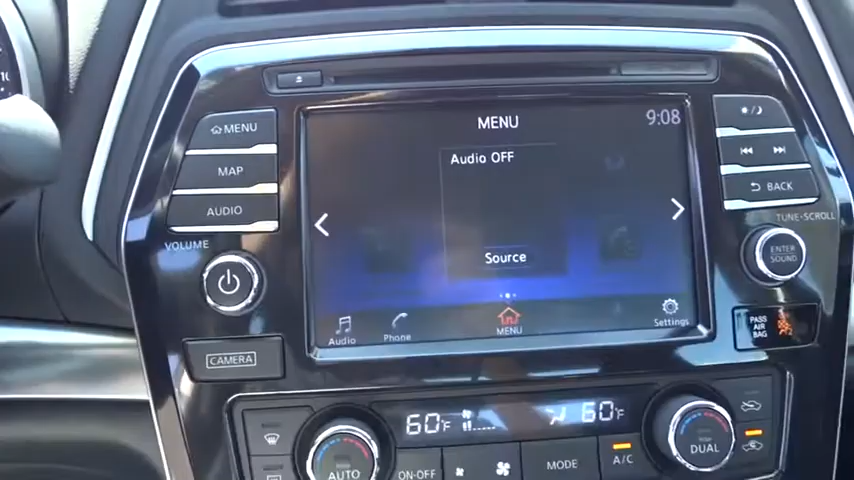 10
MENU
MAP
AUDIO
VOLUME
CAMERA
MENU
9:08
Audio OFF
Source
Audio
Phone
MENU
Settings
BACK
TUNE•SCROLL
ENTER
SOUND
PASS
AIR
BAG
60°F
60°F
AUTO
ON•OFF
MODE
A/C
DUAL